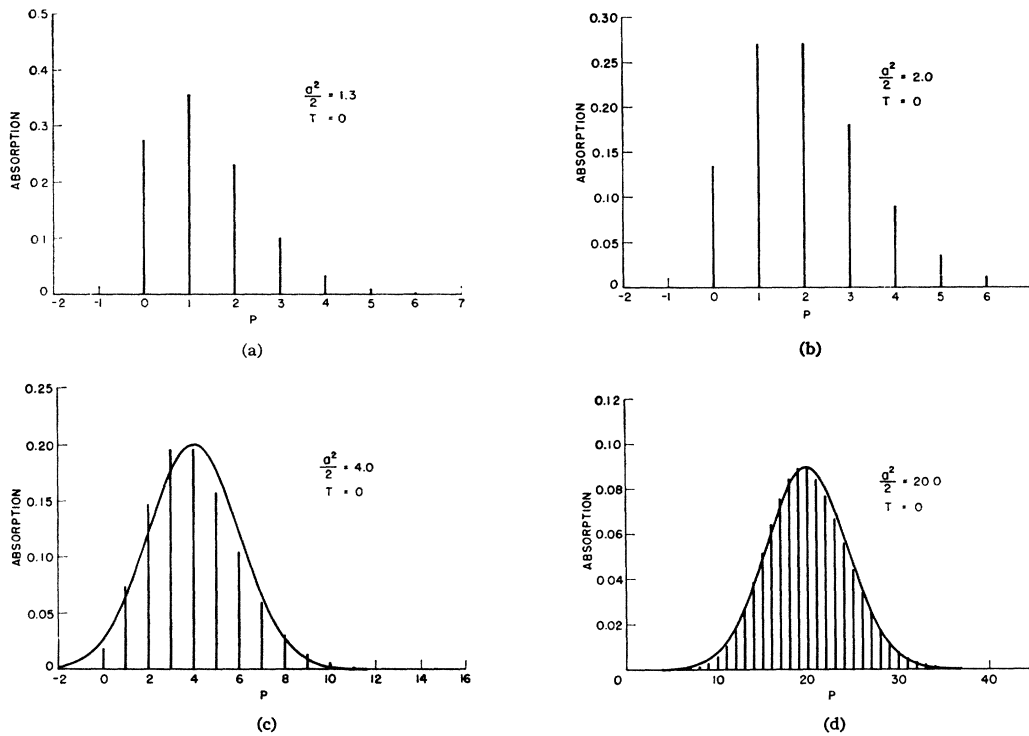 0.5
0.4
0.3
0.2
0.1
0
ABSORPTION
a²/2 = 1.3
T = 0
-2 -1 0 1 2 3 4 5 6 7
P
(a)
0.30
0.25
0.20
0.15
0.10
0.05
0
ABSORPTION
a²/2 = 2.0
T = 0
-2 -1 0 1 2 3 4 5 6
P
(b)
0.25
0.20
0.15
0.10
0.05
0
ABSORPTION
a²/2 = 4.0
T = 0
-2 0 2 4 6 8 10 12 14 16
P
(c)
0.12
0.10
0.08
0.06
0.04
0.02
ABSORPTION
a²/2 = 20 0
T = 0
0 10 20 30 40
P
(d)